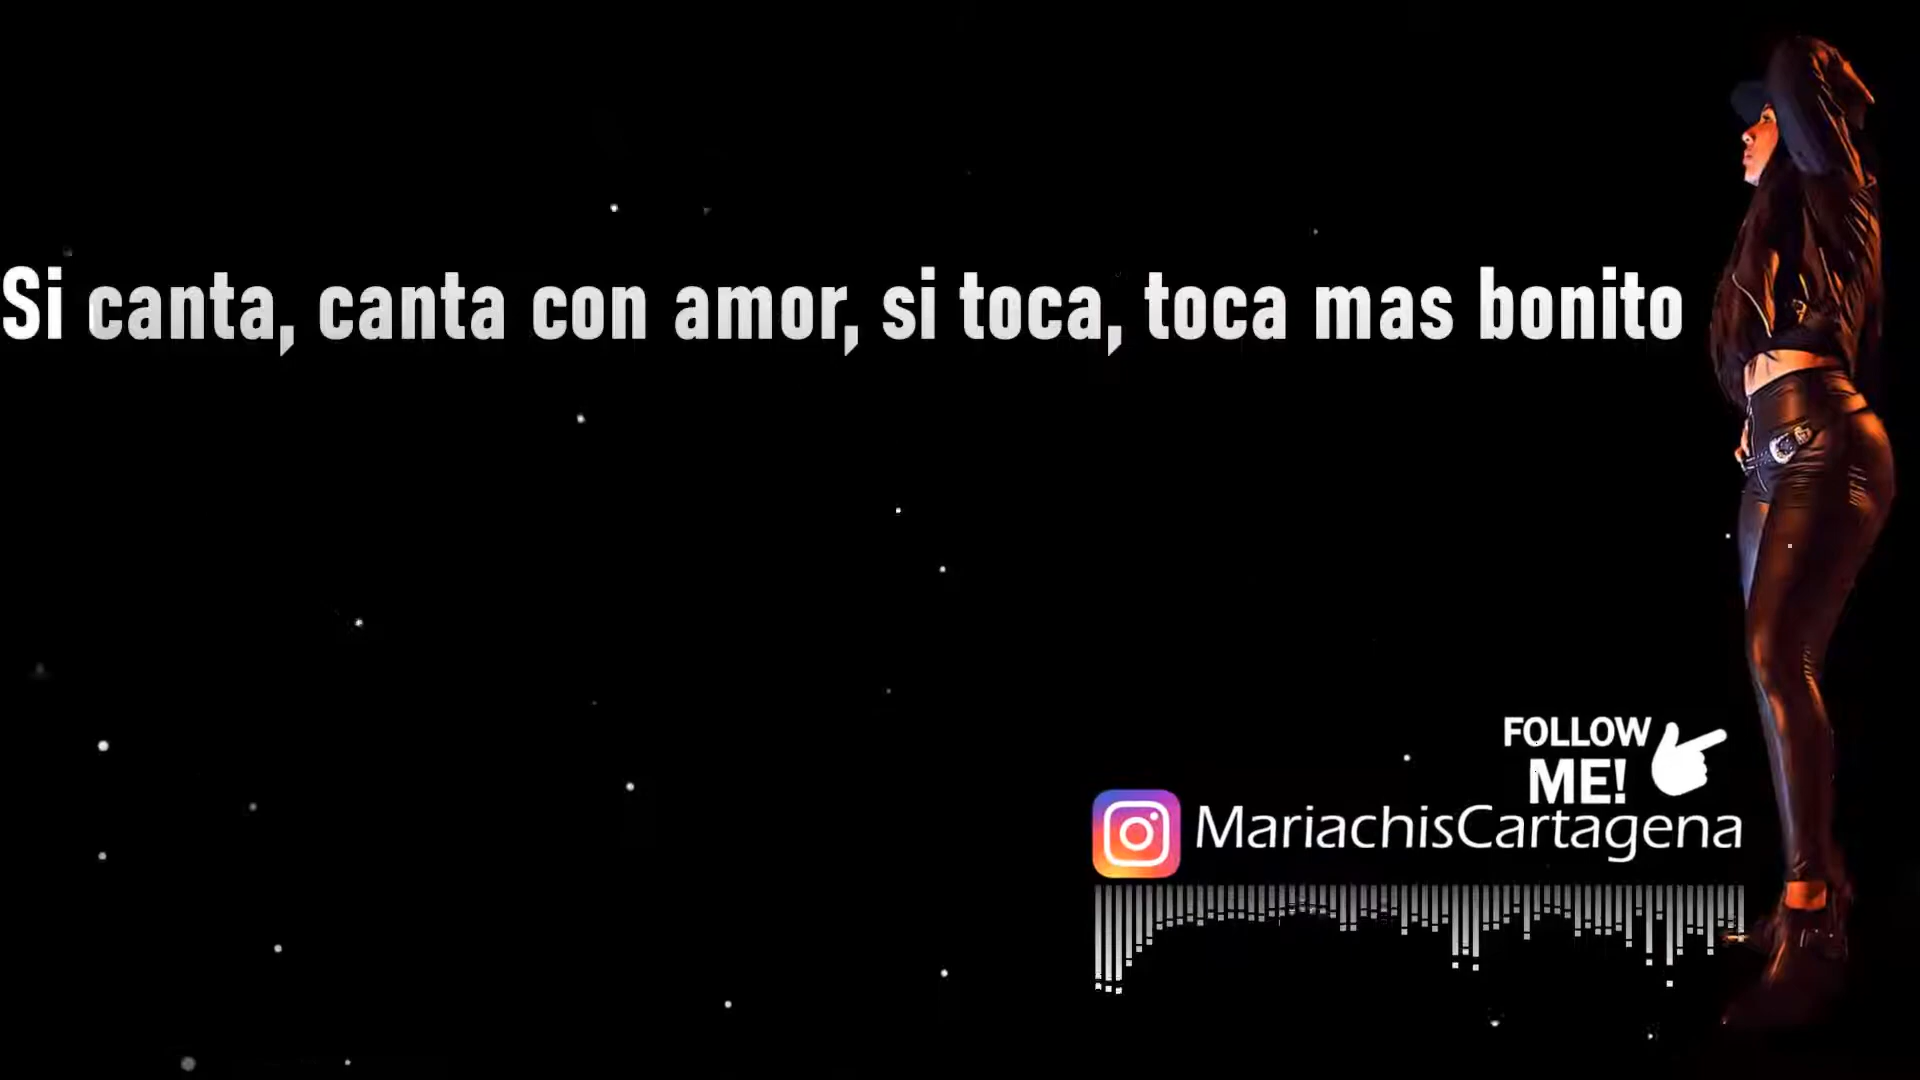 Si canta, canta con amor, si toca, toca mas bonito
FOLLOW
ME!
MariachisCartagena